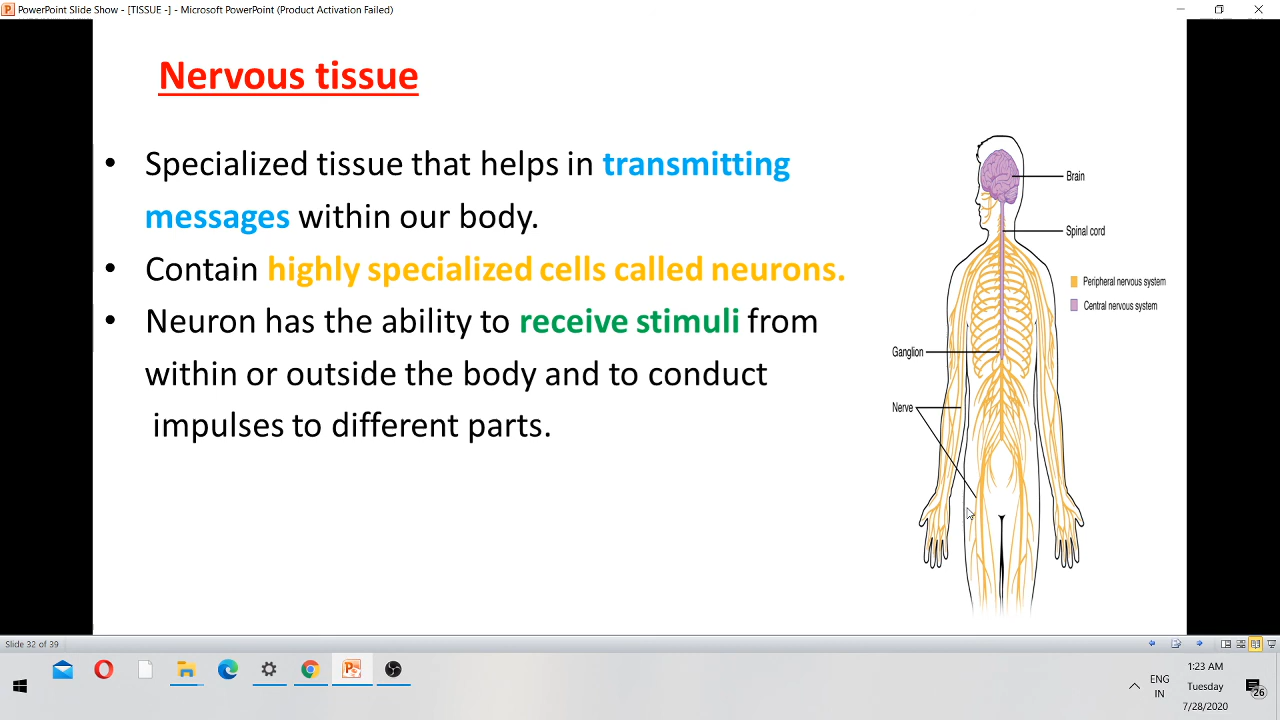 PowerPoint Slide Show - [TISSUE -] - Microsoft PowerPoint (Product Activation Failed)
Nervous tissue
• Specialized tissue that helps in transmitting
messages within our body.
• Contain highly specialized cells called neurons.
• Neuron has the ability to receive stimuli from
within or outside the body and to conduct
impulses to different parts.
Brain
Spinal cord
Peripheral nervous system
Central nervous system
Ganglion
Nerve
Slide 32 of 39
1:23 AM
ENG
IN
Tuesday
7/28/2020
26